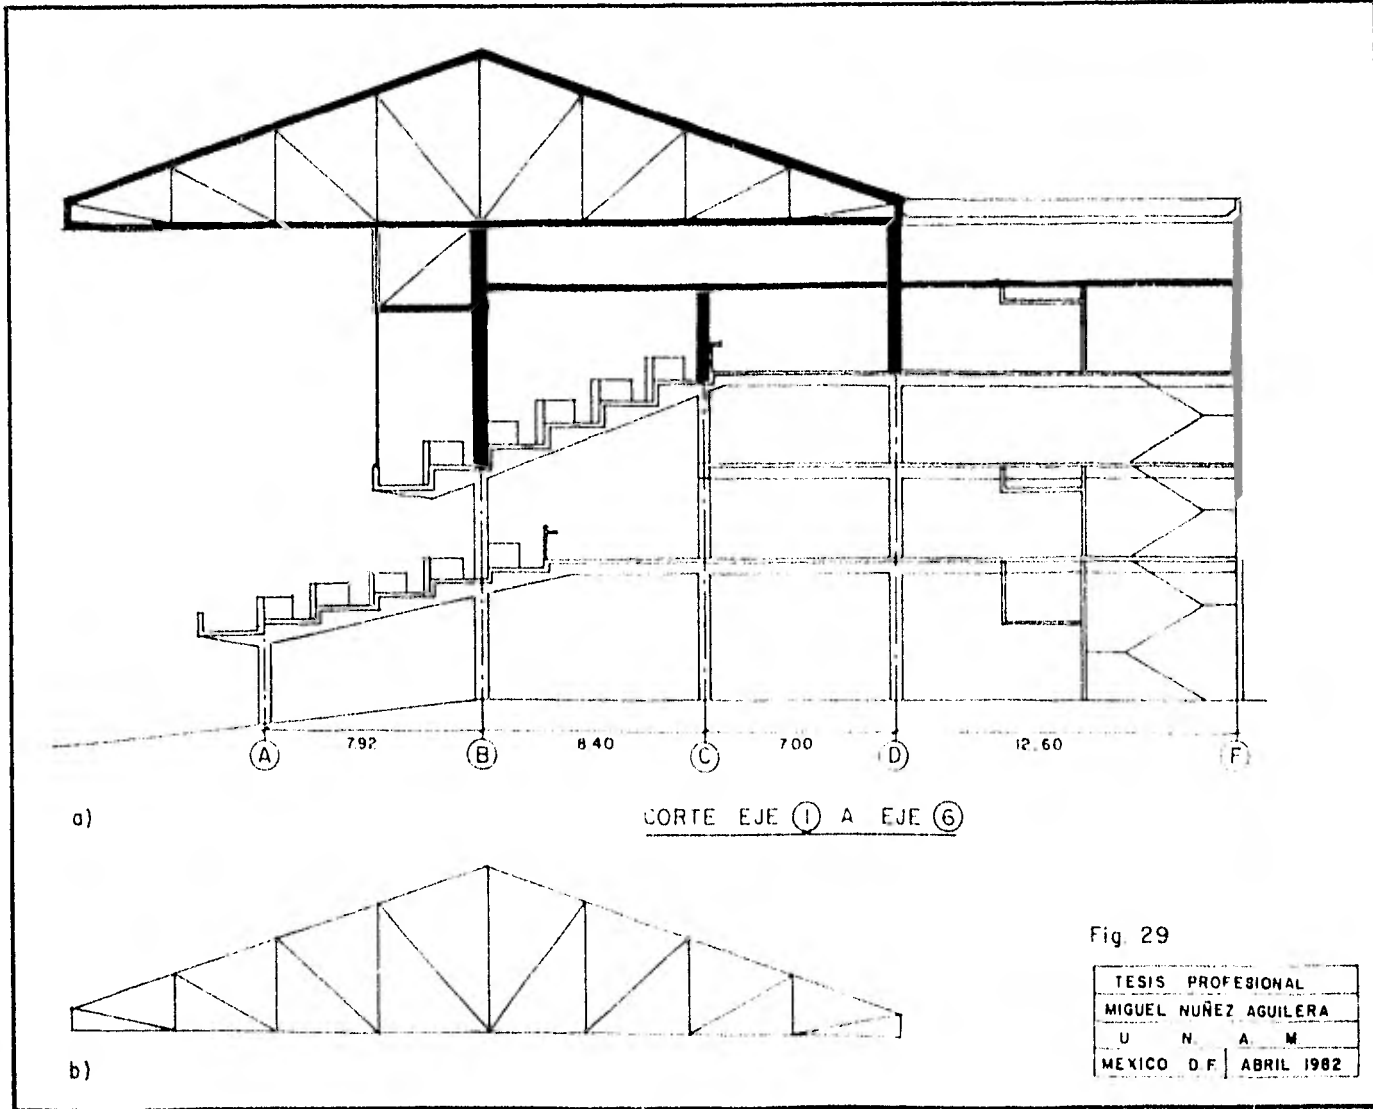 7.92
8.40
7.00
12.60
A
B
C
D
F
a)
CORTE EJE 1 A EJE 6
b)
Fig. 29
TESIS PROFESIONAL
MIGUEL NUÑEZ AGUILERA
U N. A. M
MEXICO D.F. ABRIL 1982